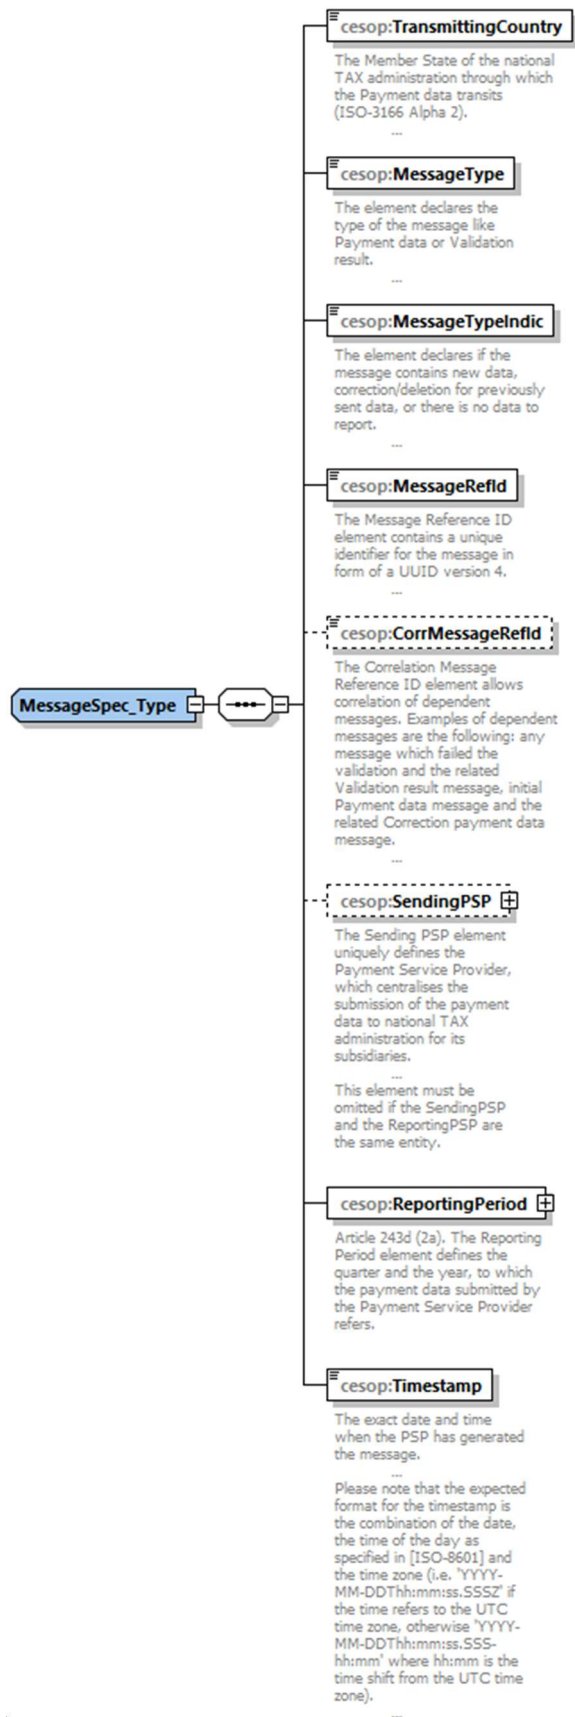 cesop:TransmittingCountry
The Member State of the national
TAX administration through which
the Payment data transits
(ISO-3166 Alpha 2).
...
cesop:MessageType
The element declares the
type of the message like
Payment data or Validation
result.
...
cesop:MessageTypeIndic
The element declares if the
message contains new data,
correction/deletion for previously
sent data, or there is no data to
report.
...
cesop:MessageRefId
The Message Reference ID
element contains a unique
identifier for the message in
form of a UUID version 4.
...
cesop:CorrMessageRefId
The Correlation Message
Reference ID element allows
correlation of dependent
messages. Examples of dependent
messages are the following: any
message which failed the
validation and the related
Validation result message, initial
Payment data message and the
related Correction payment data
message.
...
MessageSpec_Type
cesop:SendingPSP
The Sending PSP element
uniquely defines the
Payment Service Provider,
which centralises the
submission of the payment
data to national TAX
administration for its
subsidiaries.
...
This element must be
omitted if the SendingPSP
and the ReportingPSP are
the same entity.
cesop:ReportingPeriod
Article 243d (2a). The Reporting
Period element defines the
quarter and the year, to which
the payment data submitted by
the Payment Service Provider
refers.
cesop:Timestamp
The exact date and time
when the PSP has generated
the message.
...
Please note that the expected
format for the timestamp is
the combination of the date,
the time of the day as
specified in [ISO-8601] and
the time zone (i.e. 'YYYY-
MM-DDThh:mm:ss.SSSZ' if
the time refers to the UTC
time zone, otherwise 'YYYY-
MM-DDThh:mm:ss.SSS-
hh:mm' where hh:mm is the
time shift from the UTC time
zone).
...